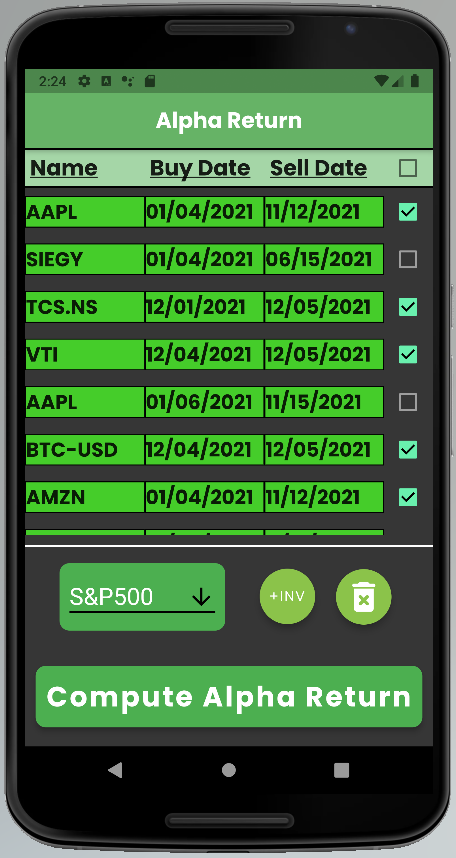 2:24
Alpha Return
Name Buy Date Sell Date
AAPL 01/04/2021 11/12/2021
SIEGY 01/04/2021 06/15/2021
TCS.NS 12/01/2021 12/05/2021
VTI 12/04/2021 12/05/2021
AAPL 01/06/2021 11/15/2021
BTC-USD 12/04/2021 12/05/2021
AMZN 01/04/2021 11/12/2021
S&P500 +INV
Compute Alpha Return